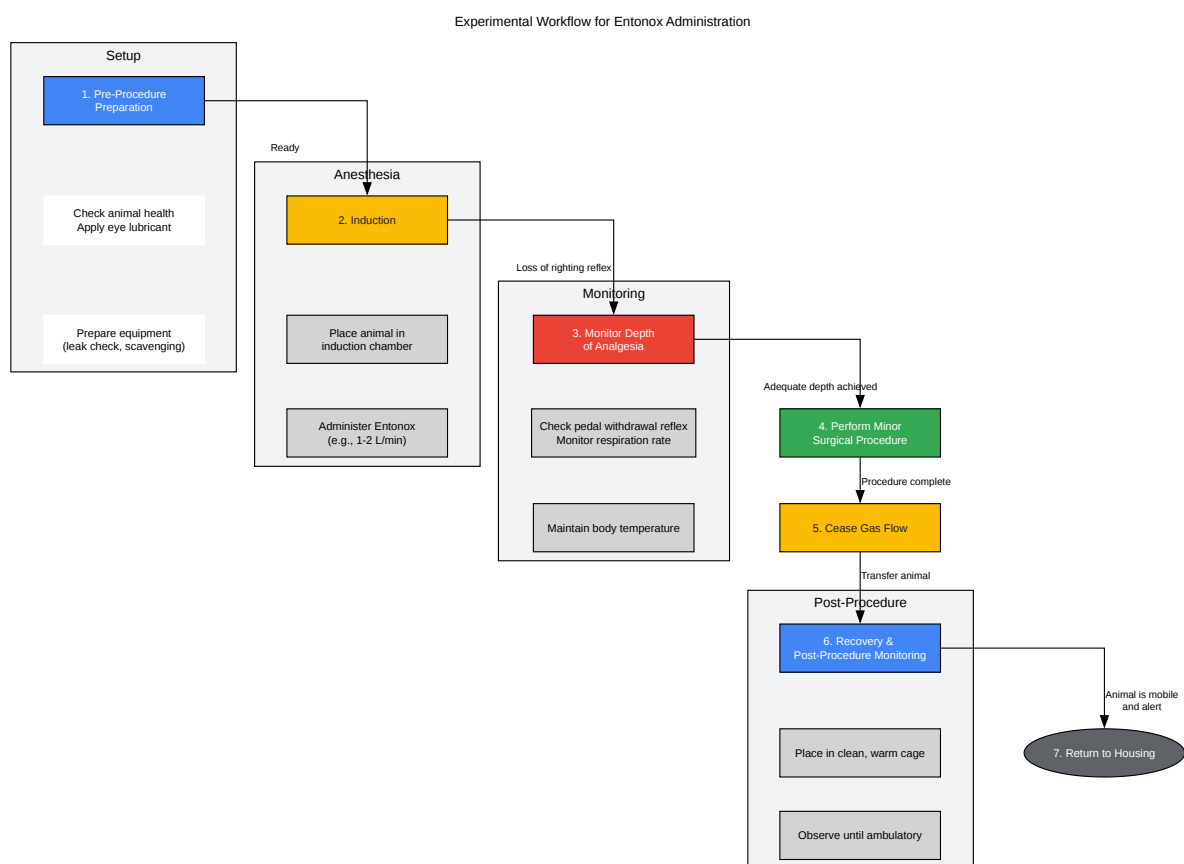 Experimental Workflow for Entonox Administration
Setup
1. Pre-Procedure
Preparation
Check animal health
Apply eye lubricant
Prepare equipment
(leak check, scavenging)
Ready
Anesthesia
2. Induction
Place animal in
induction chamber
Administer Entonox
(e.g., 1-2 L/min)
Loss of righting reflex
Monitoring
3. Monitor Depth
of Analgesia
Check pedal withdrawal reflex
Monitor respiration rate
Maintain body temperature
Adequate depth achieved
4. Perform Minor
Surgical Procedure
Procedure complete
5. Cease Gas Flow
Transfer animal
Post-Procedure
6. Recovery &
Post-Procedure Monitoring
Place in clean, warm cage
Observe until ambulatory
Animal is mobile
and alert
7. Return to Housing